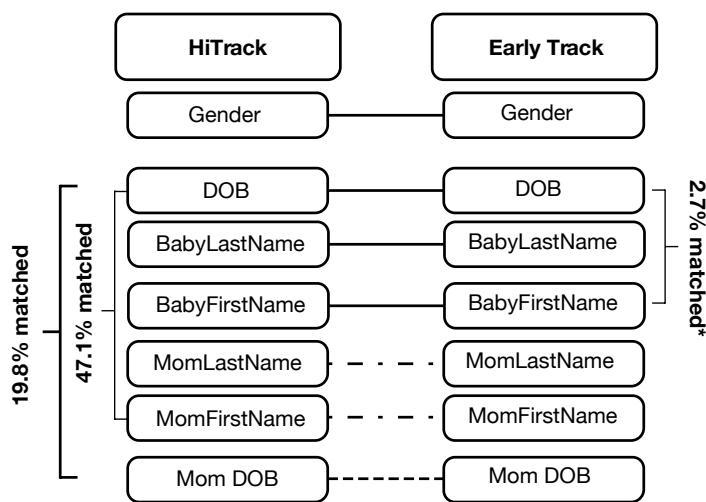 HiTrack
Early Track
Gender
Gender
DOB
DOB
BabyLastName
BabyLastName
BabyFirstName
BabyFirstName
MomLastName
MomLastName
MomFirstName
MomFirstName
Mom DOB
Mom DOB
19.8% matched
47.1% matched
2.7% matched*